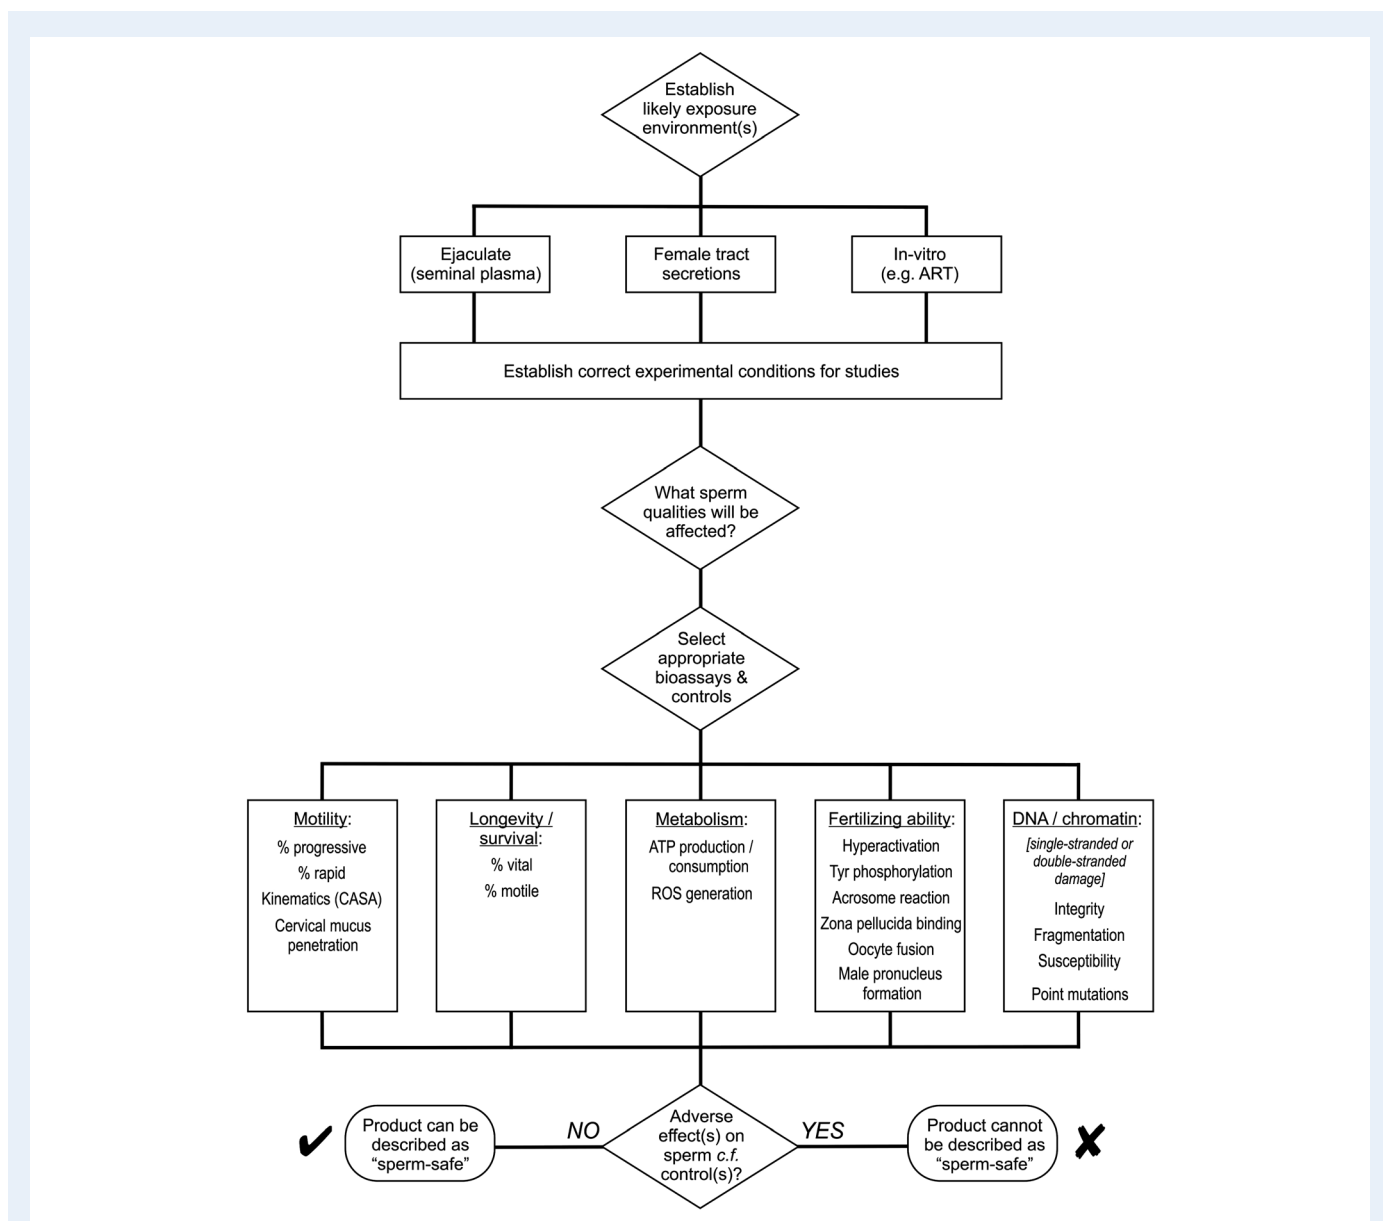 Establish
likely exposure
environment(s)
Ejaculate
(seminal plasma)
Female tract
secretions
In-vitro
(e.g. ART)
Establish correct experimental conditions for studies
What sperm
qualities will be
affected?
Select
appropriate
bioassays &
controls
Motility:
% progressive
% rapid
Kinematics (CASA)
Cervical mucus
penetration
Longevity /
survival:
% vital
% motile
Metabolism:
ATP production /
consumption
ROS generation
Fertilizing ability:
Hyperactivation
Tyr phosphorylation
Acrosome reaction
Zona pellucida binding
Oocyte fusion
Male pronucleus
formation
DNA / chromatin:
[single-stranded or
double-stranded
damage]
Integrity
Fragmentation
Susceptibility
Point mutations
✔
Product can be
described as
“sperm-safe”
NO
Adverse
effect(s) on
sperm c.f.
control(s)?
YES
Product cannot
be described as
“sperm-safe”
✘